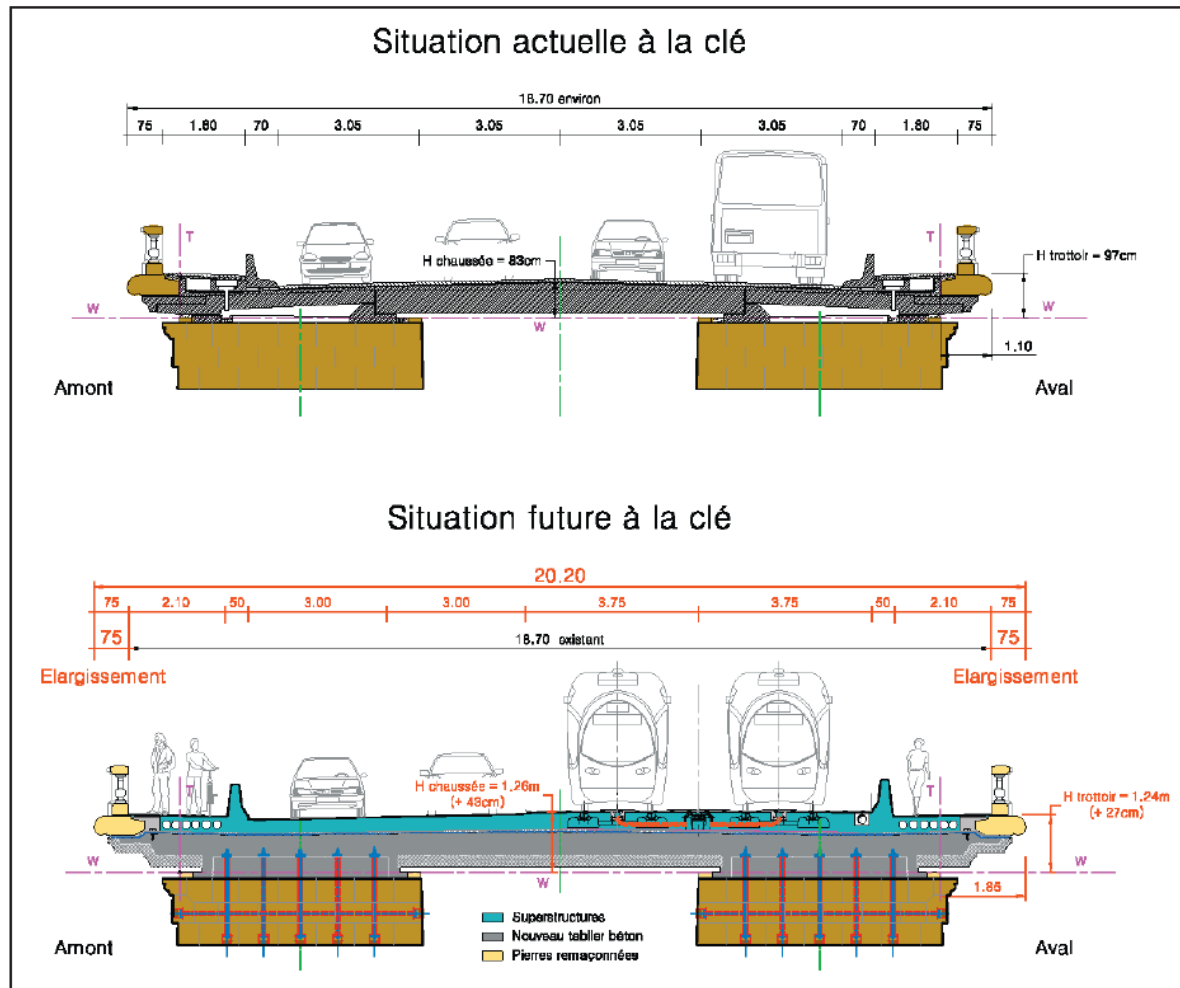 Situation actuelle à la clé
18.70 environ
75 1.80 70 3.05 3.05 3.05 3.05 70 1.80 75
T T
H chaussée = 83cm
H trottoir = 97cm
W W W
1.10
Amont Aval
Situation future à la clé
20.20
75 2.10 50 3.00 3.00 3.75 3.75 50 2.10 75
75 18.70 existant 75
Elargissement Elargissement
H chaussée = 1.26m
(+ 43cm)
T T
H trottoir = 1.24m
(+ 27cm)
W W W
1.85
Superstructures
Nouveau tablier béton
Pierres remaçonnées
Amont Aval